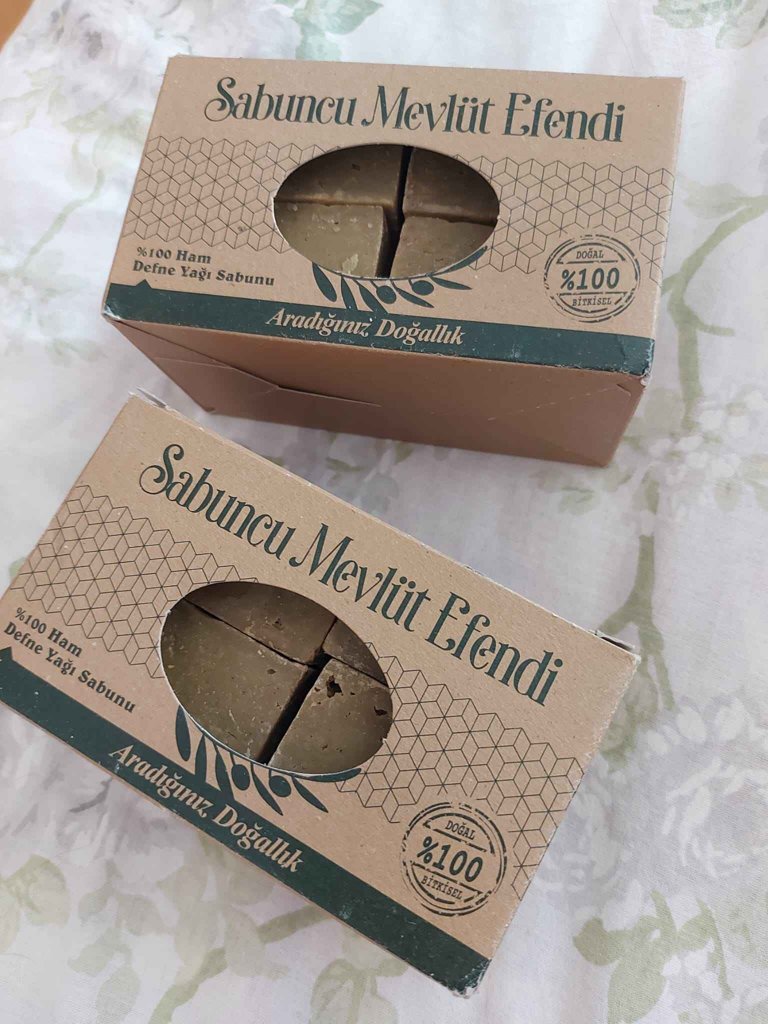 Sabuncu Mevlüt Efendi
%100 Ham
Defne Yağı Sabunu
DOĞAL
%100
BİTKİSEL
Aradığınız Doğallık
Sabuncu Mevlüt Efendi
%100 Ham
Defne Yağı Sabunu
Aradığınız Doğallık
DOĞAL
%100
BİTKİSEL